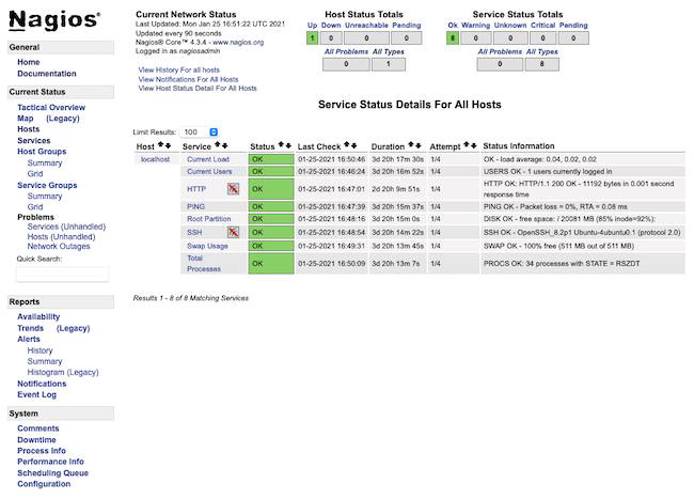 Nagios®
General
Home
Documentation
Current Status
Tactical Overview
Map (Legacy)
Hosts
Services
Host Groups
Summary
Grid
Service Groups
Summary
Grid
Problems
Services (Unhandled)
Hosts (Unhandled)
Network Outages
Quick Search:
Reports
Availability
Trends (Legacy)
Alerts
History
Summary
Histogram (Legacy)
Notifications
Event Log
System
Comments
Downtime
Process Info
Performance Info
Scheduling Queue
Configuration
Current Network Status
Last Updated: Mon Jan 25 16:51:22 UTC 2021
Updated every 90 seconds
Nagios® Core™ 4.3.4 - www.nagios.org
Logged in as nagiosadmin
View History For all hosts
View Notifications For All Hosts
View Host Status Detail For All Hosts
Host Status Totals
Up Down Unreachable Pending
1 0 0 0
All Problems All Types
0 1
Service Status Totals
Ok Warning Unknown Critical Pending
8 0 0 0 0
All Problems All Types
0 8
Service Status Details For All Hosts
Limit Results: 100
Host Service Status Last Check Duration Attempt Status Information
localhost Current Load OK 01-25-2021 16:50:46 3d 20h 17m 30s 1/4 OK - load average: 0.04, 0.02, 0.02
Current Users OK 01-25-2021 16:46:24 3d 20h 16m 52s 1/4 USERS OK - 1 users currently logged in
HTTP OK 01-25-2021 16:47:01 2d 20h 9m 51s 1/4 HTTP OK: HTTP/1.1 200 OK - 11192 bytes in 0.001 second
response time
PING OK 01-25-2021 16:47:39 3d 20h 15m 37s 1/4 PING OK - Packet loss = 0%, RTA = 0.08 ms
Root Partition OK 01-25-2021 16:48:16 3d 20h 15m 0s 1/4 DISK OK - free space: / 20081 MB (85% inode=92%):
SSH OK 01-25-2021 16:48:54 3d 20h 14m 22s 1/4 SSH OK - OpenSSH_8.2p1 Ubuntu-4ubuntu0.1 (protocol 2.0)
Swap Usage OK 01-25-2021 16:49:31 3d 20h 13m 45s 1/4 SWAP OK - 100% free (511 MB out of 511 MB)
Total
Processes OK 01-25-2021 16:50:09 3d 20h 13m 7s 1/4 PROCS OK: 34 processes with STATE = RSZDT
Results 1 - 8 of 8 Matching Services